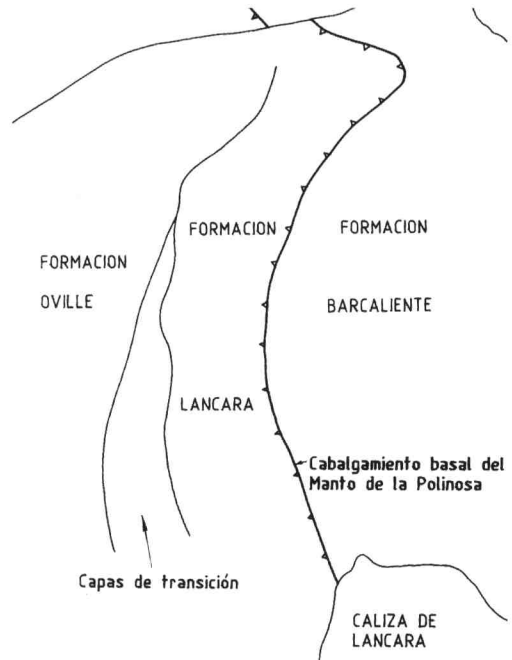 FORMACION
OVILLE
FORMACION
LANCARA
FORMACION
BARCALIENTE
Cabalgamiento basal del
Manto de la Polinosa
Capas de transición
CALIZA DE
LANCARA